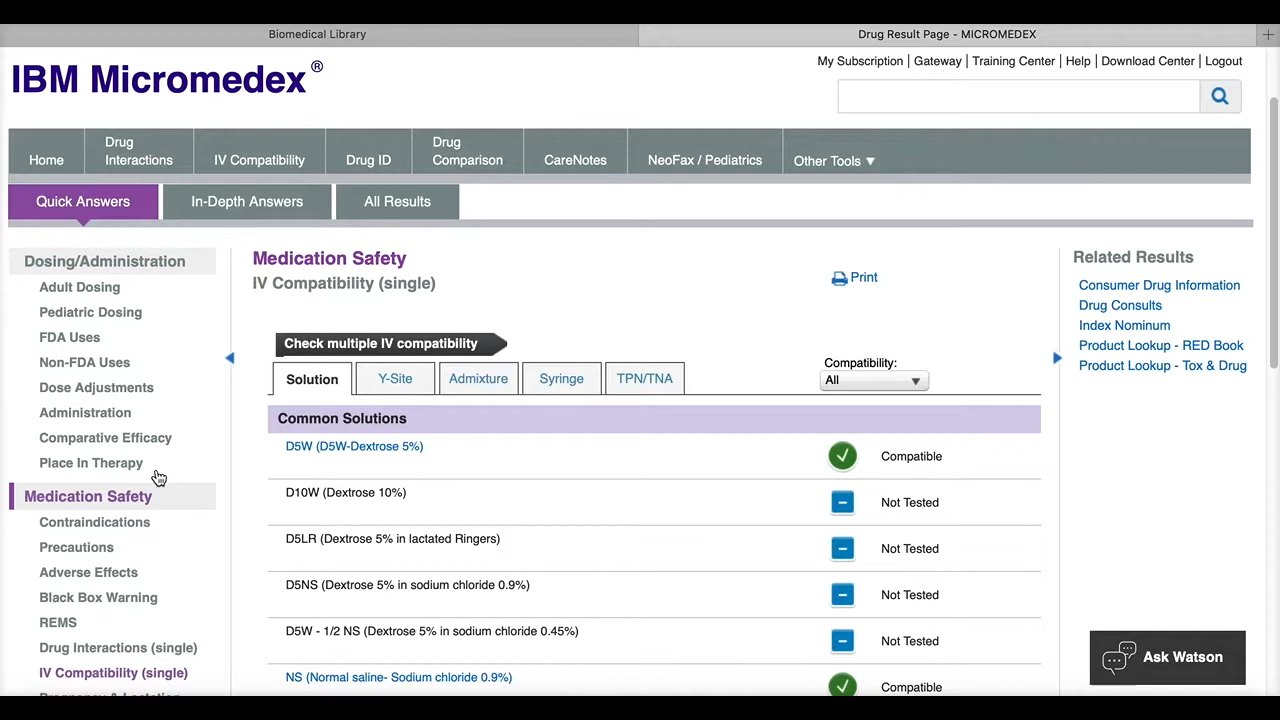 Biometical Library
Drug Result Page - MICROMEDEX
+
IBM Micromedex®
My Subscription | Gateway | Training Center | Help | Download Center | Logout
Home
Drug Interactions
IV Compatibility
Drug ID
Drug Comparison
CareNotes
NeoFax / Pediatrics
Other Tools ▼
Quick Answers
In-Depth Answers
All Results
Dosing/Administration
Adult Dosing
Pediatric Dosing
FDA Uses
Non-FDA Uses
Dose Adjustments
Administration
Comparative Efficacy
Place In Therapy
Medication Safety
Contraindications
Precautions
Adverse Effects
Black Box Warning
REMS
Drug Interactions (single)
IV Compatibility (single)
Pregnancy & Lactation
Medication Safety
IV Compatibility (single)
Print
Check multiple IV compatibility
Solution
Y-Site
Admixture
Syringe
TPN/TNA
Compatibility:
All
Common Solutions
D5W (D5W-Dextrose 5%)
Compatible
D10W (Dextrose 10%)
Not Tested
D5LR (Dextrose 5% in lactated Ringers)
Not Tested
D5NS (Dextrose 5% in sodium chloride 0.9%)
Not Tested
D5W - 1/2 NS (Dextrose 5% in sodium chloride 0.45%)
Not Tested
NS (Normal saline- Sodium chloride 0.9%)
Compatible
Related Results
Consumer Drug Information
Drug Consults
Index Nominum
Product Lookup - RED Book
Product Lookup - Tox & Drug
Ask Watson